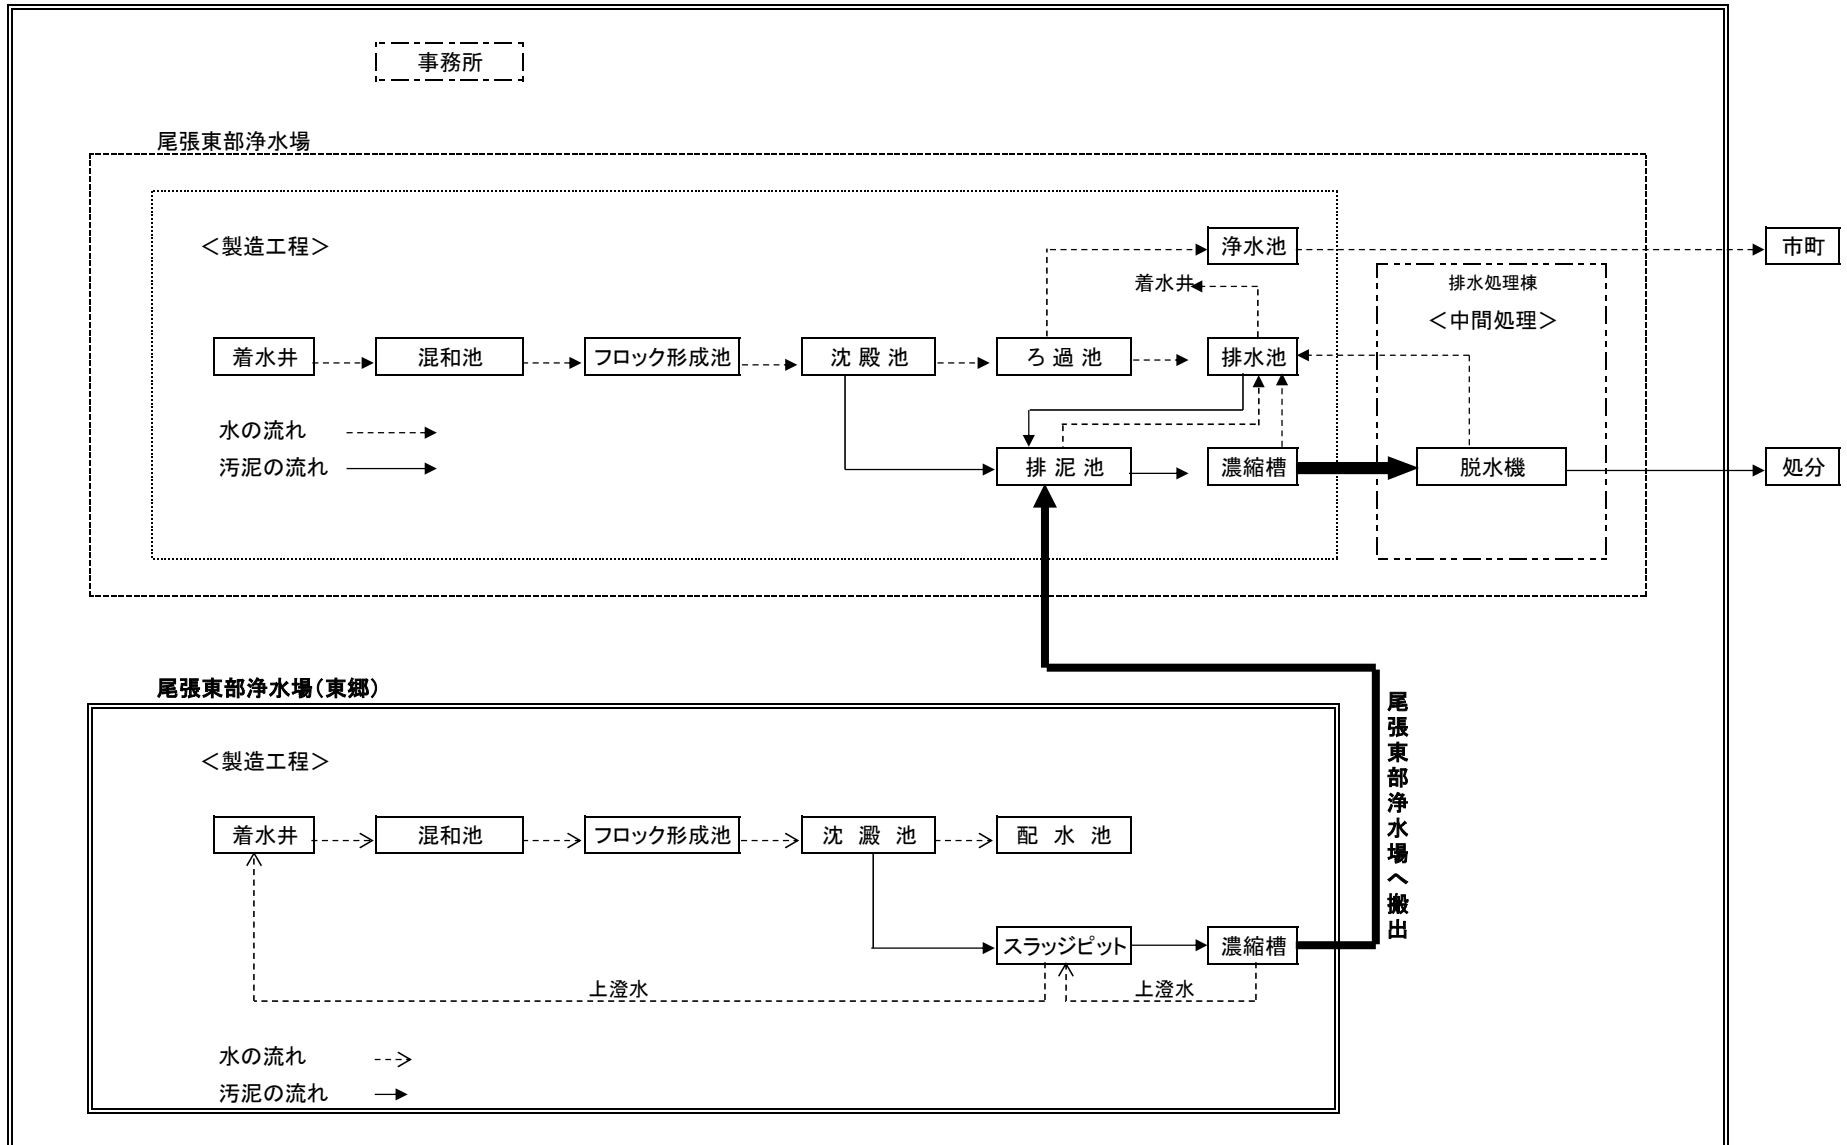 事務所
尾張東部浄水場
＜製造工程＞
浄水池
市町
着水井
排水処理棟
＜中間処理＞
着水井
混和池
フロック形成池
沈 殿 池
ろ 過 池
排水池
水の流れ
汚泥の流れ
排 泥 池
濃縮槽
脱水機
処分
尾張東部浄水場（東郷）
尾張東部浄水場へ搬出
＜製造工程＞
着水井
混和池
フロック形成池
沈 澱 池
配 水 池
スラッジピット
濃縮槽
上澄水
上澄水
水の流れ
汚泥の流れ